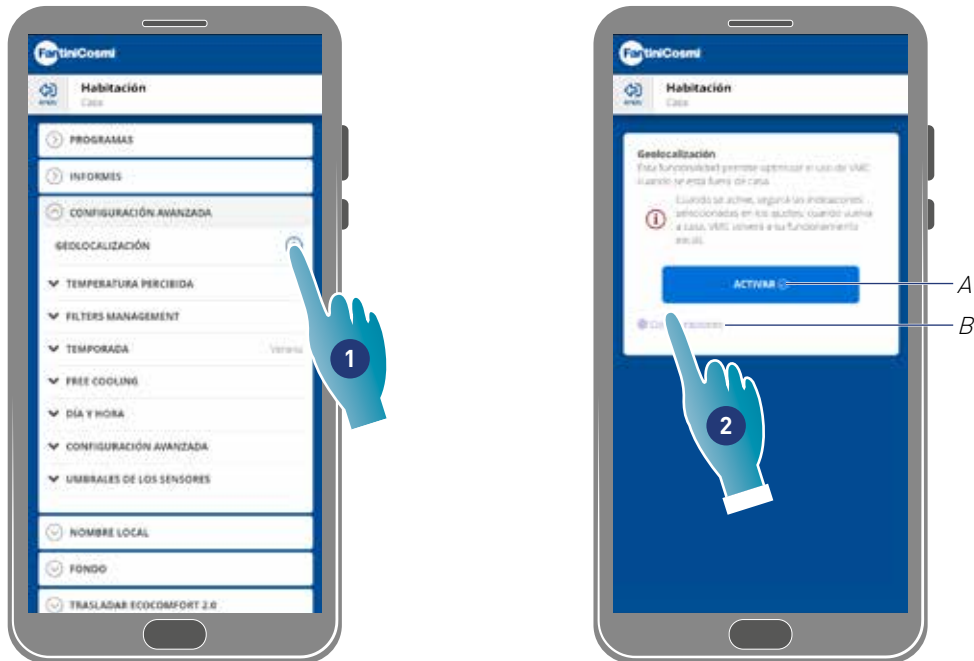 FantiniCosmi
Habitación
Casa
PROGRAMAS
INFORMES
CONFIGURACIÓN AVANZADA
GEOLOCALIZACIÓN
TEMPERATURA PERCIBIDA
FILTERS MANAGEMENT
TEMPORADA Verano
FREE COOLING
DÍA Y HORA
CONFIGURACIÓN AVANZADA
UMBRALES DE LOS SENSORES
NOMBRE LOCAL
FONDO
TRASLADAR ECOCOMFORT 2.0
1
FantiniCosmi
Habitación
Casa
Geolocalización
Esta funcionalidad permite optimizar el uso de VMC
cuando se está fuera de casa.
Cuando se active, seguirá las indicaciones
seleccionadas en los ajustes; cuando vuelva
a casa, VMC volverá a su funcionamiento
ACTIVAR
A
B
2